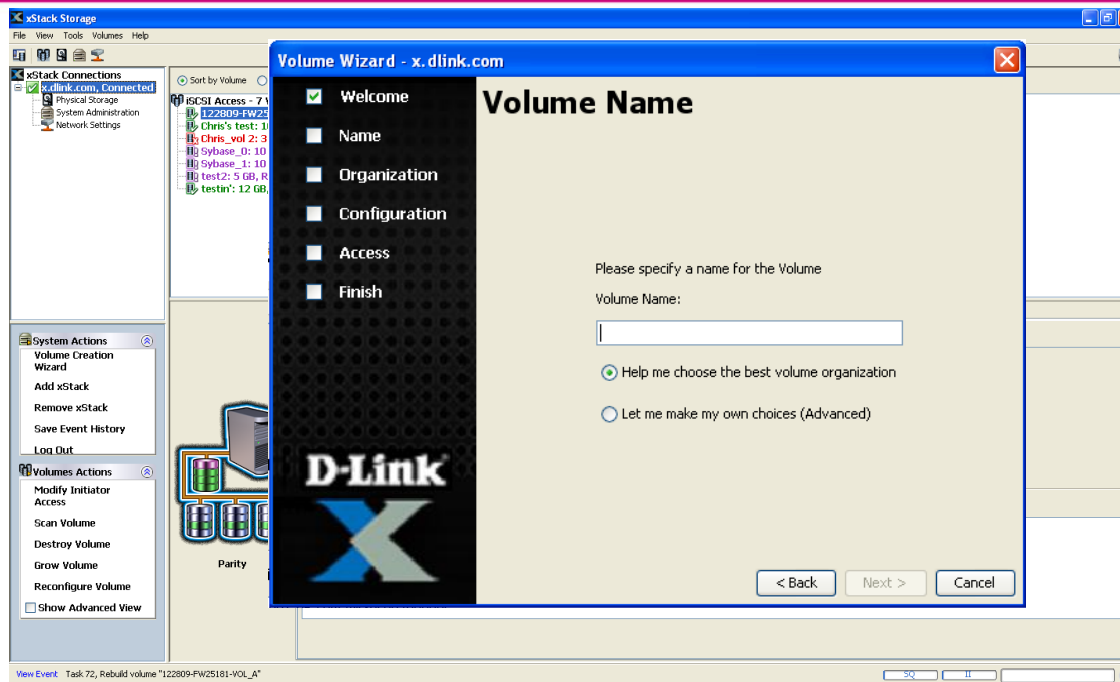 xStack Storage
File View Tools Volumes Help
xStack Connections
x.dlink.com, Connected
Physical Storage
System Administration
Network Settings
Sort by Volume
iSCSI Access - 7
122809-FW25
Chris's test: 1
Chris_vol 2: 3
Sybase_0: 10
Sybase_1: 10
test2: 5 GB, R
testin': 12 GB,
System Actions
Volume Creation
Wizard
Add xStack
Remove xStack
Save Event History
Log Out
Volumes Actions
Modify Initiator
Access
Scan Volume
Destroy Volume
Grow Volume
Reconfigure Volume
Show Advanced View
Parity
Volume Wizard - x.dlink.com
Welcome
Name
Organization
Configuration
Access
Finish
D-Link
Volume Name
Please specify a name for the Volume
Volume Name:
Help me choose the best volume organization
Let me make my own choices (Advanced)
< Back
Next >
Cancel
View Event Task 72, Rebuild volume "122809-FW25181-VOL_A"
SQ
II